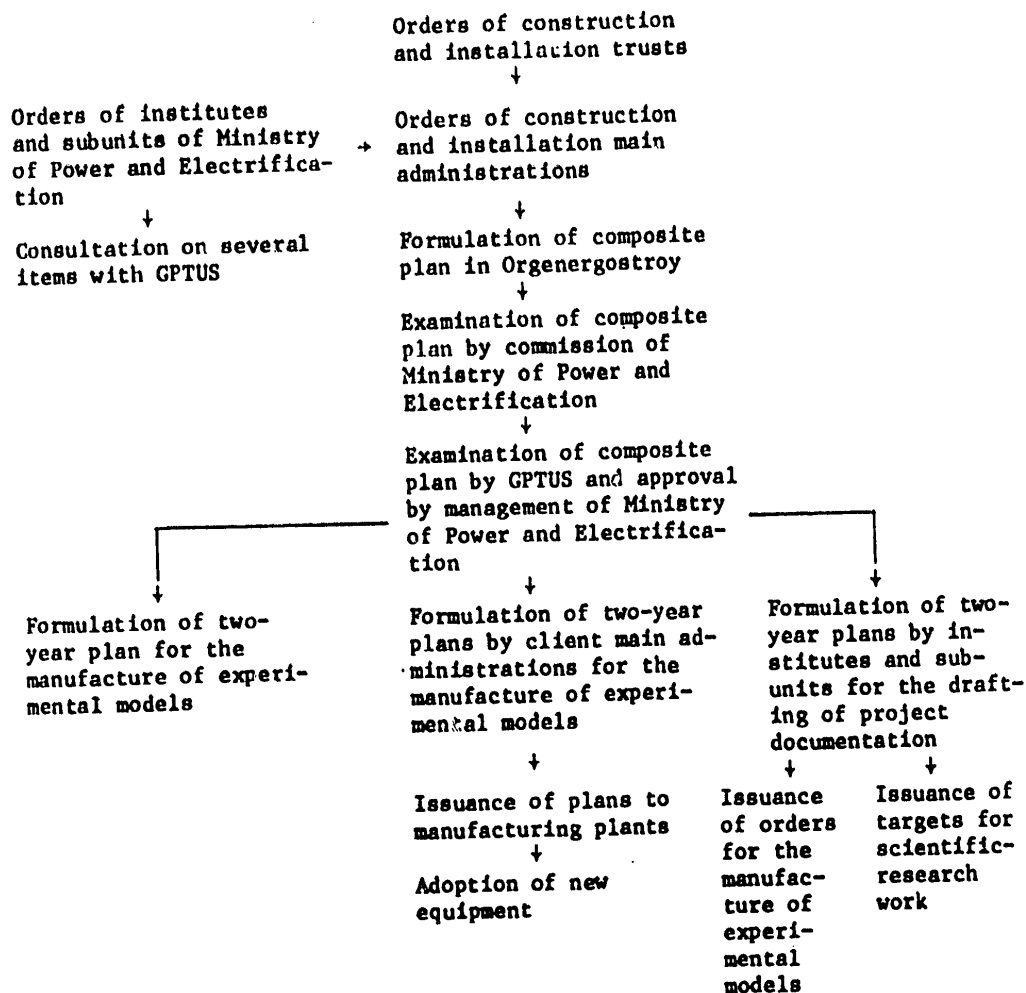 Orders of construction
and installation trusts
Orders of institutes
and subunits of Ministry
of Power and Electrifica-
tion
Orders of construction
and installation main
administrations
Consultation on several
items with GPTUS
Formulation of composite
plan in Orgenergostroy
Examination of composite
plan by commission of
Ministry of Power and
Electrification
Examination of composite
plan by GPTUS and approval
by management of Ministry
of Power and Electrifica-
tion
Formulation of two-
year plan for the
manufacture of experi-
mental models
Formulation of two-year
plans by client main ad-
ministrations for the
manufacture of experi-
mental models
Formulation of two-
year plans by in-
stitutes and sub-
units for the draft-
ing of project
documentation
Issuance of plans to
manufacturing plants
Adoption of new
equipment
Issuance
of orders
for the
manufac-
ture of
experi-
mental
models
Issuance of
targets for
scientific-
research
work